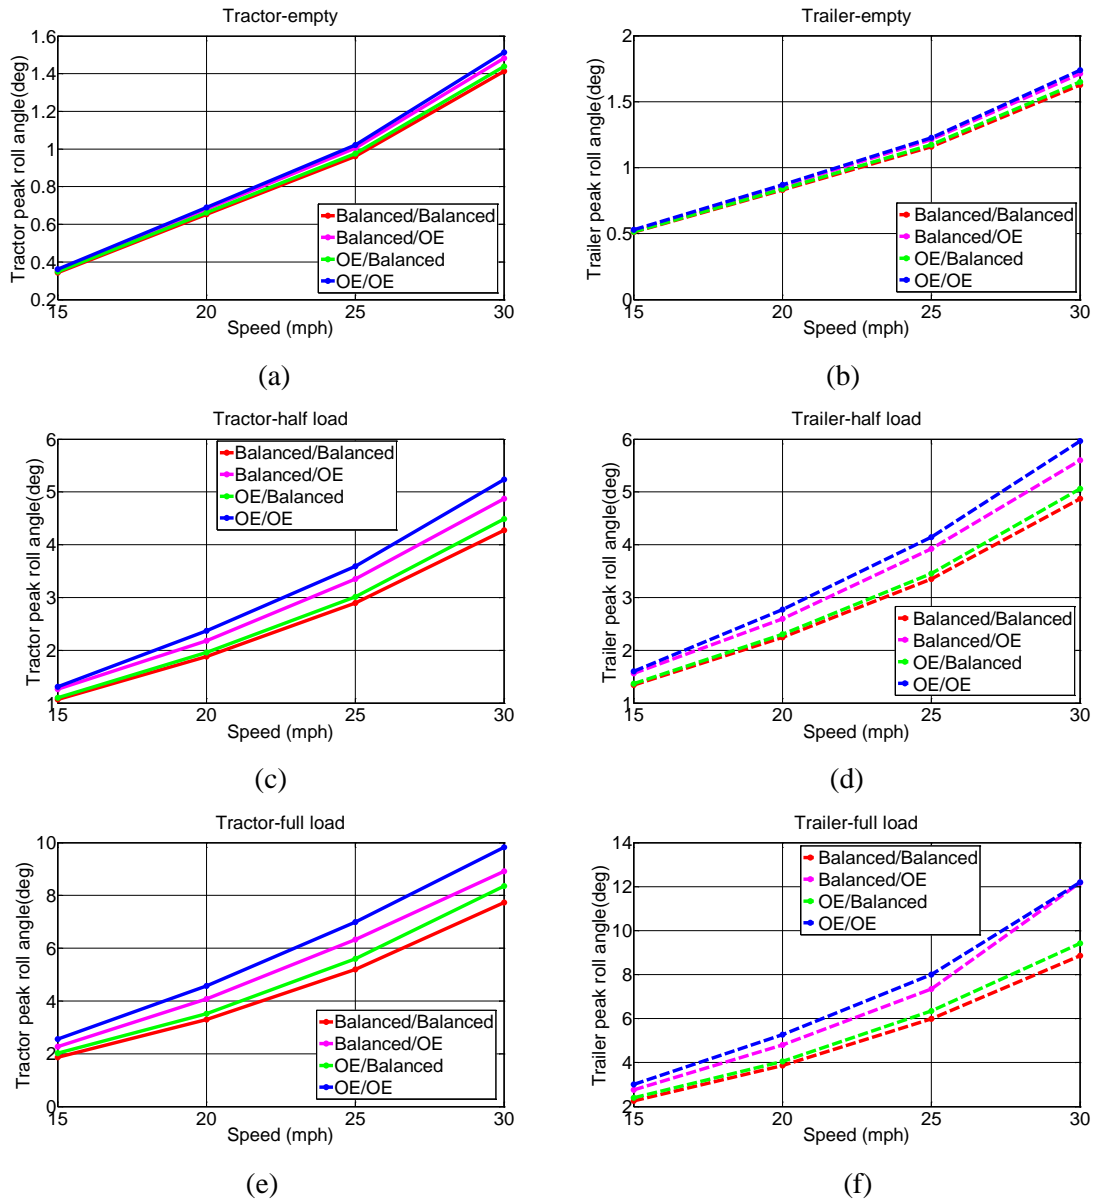 Tractor-empty
Tractor peak roll angle(deg)
1.6
1.4
1.2
1
0.8
0.6
0.4
0.2
Balanced/Balanced
Balanced/OE
OE/Balanced
OE/OE
15 20 25 30
Speed (mph)
(a)
Trailer-empty
Trailer peak roll angle(deg)
2
1.5
1
0.5
0
Balanced/Balanced
Balanced/OE
OE/Balanced
OE/OE
15 20 25 30
Speed (mph)
(b)
Tractor-half load
Tractor peak roll angle(deg)
6
5
4
3
2
1
Balanced/Balanced
Balanced/OE
OE/Balanced
OE/OE
15 20 25 30
Speed (mph)
(c)
Trailer-half load
Trailer peak roll angle(deg)
6
5
4
3
2
1
Balanced/Balanced
Balanced/OE
OE/Balanced
OE/OE
15 20 25 30
Speed (mph)
(d)
Tractor-full load
Tractor peak roll angle(deg)
10
8
6
4
2
0
Balanced/Balanced
Balanced/OE
OE/Balanced
OE/OE
15 20 25 30
Speed (mph)
(e)
Trailer-full load
Trailer peak roll angle(deg)
14
12
10
8
6
4
2
Balanced/Balanced
Balanced/OE
OE/Balanced
OE/OE
15 20 25 30
Speed (mph)
(f)